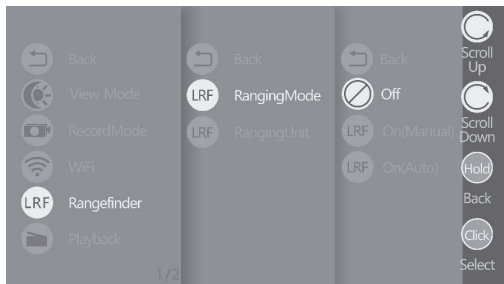 Back
View Mode
RecordMode
WiFi
LRF Rangefinder
Playback
1/2
Back
LRF RangingMode
LRF RangingUnit
Back
Off
LRF On(Manual)
LRF On(Auto)
Scroll
Up
Scroll
Down
Hold
Back
Click
Select